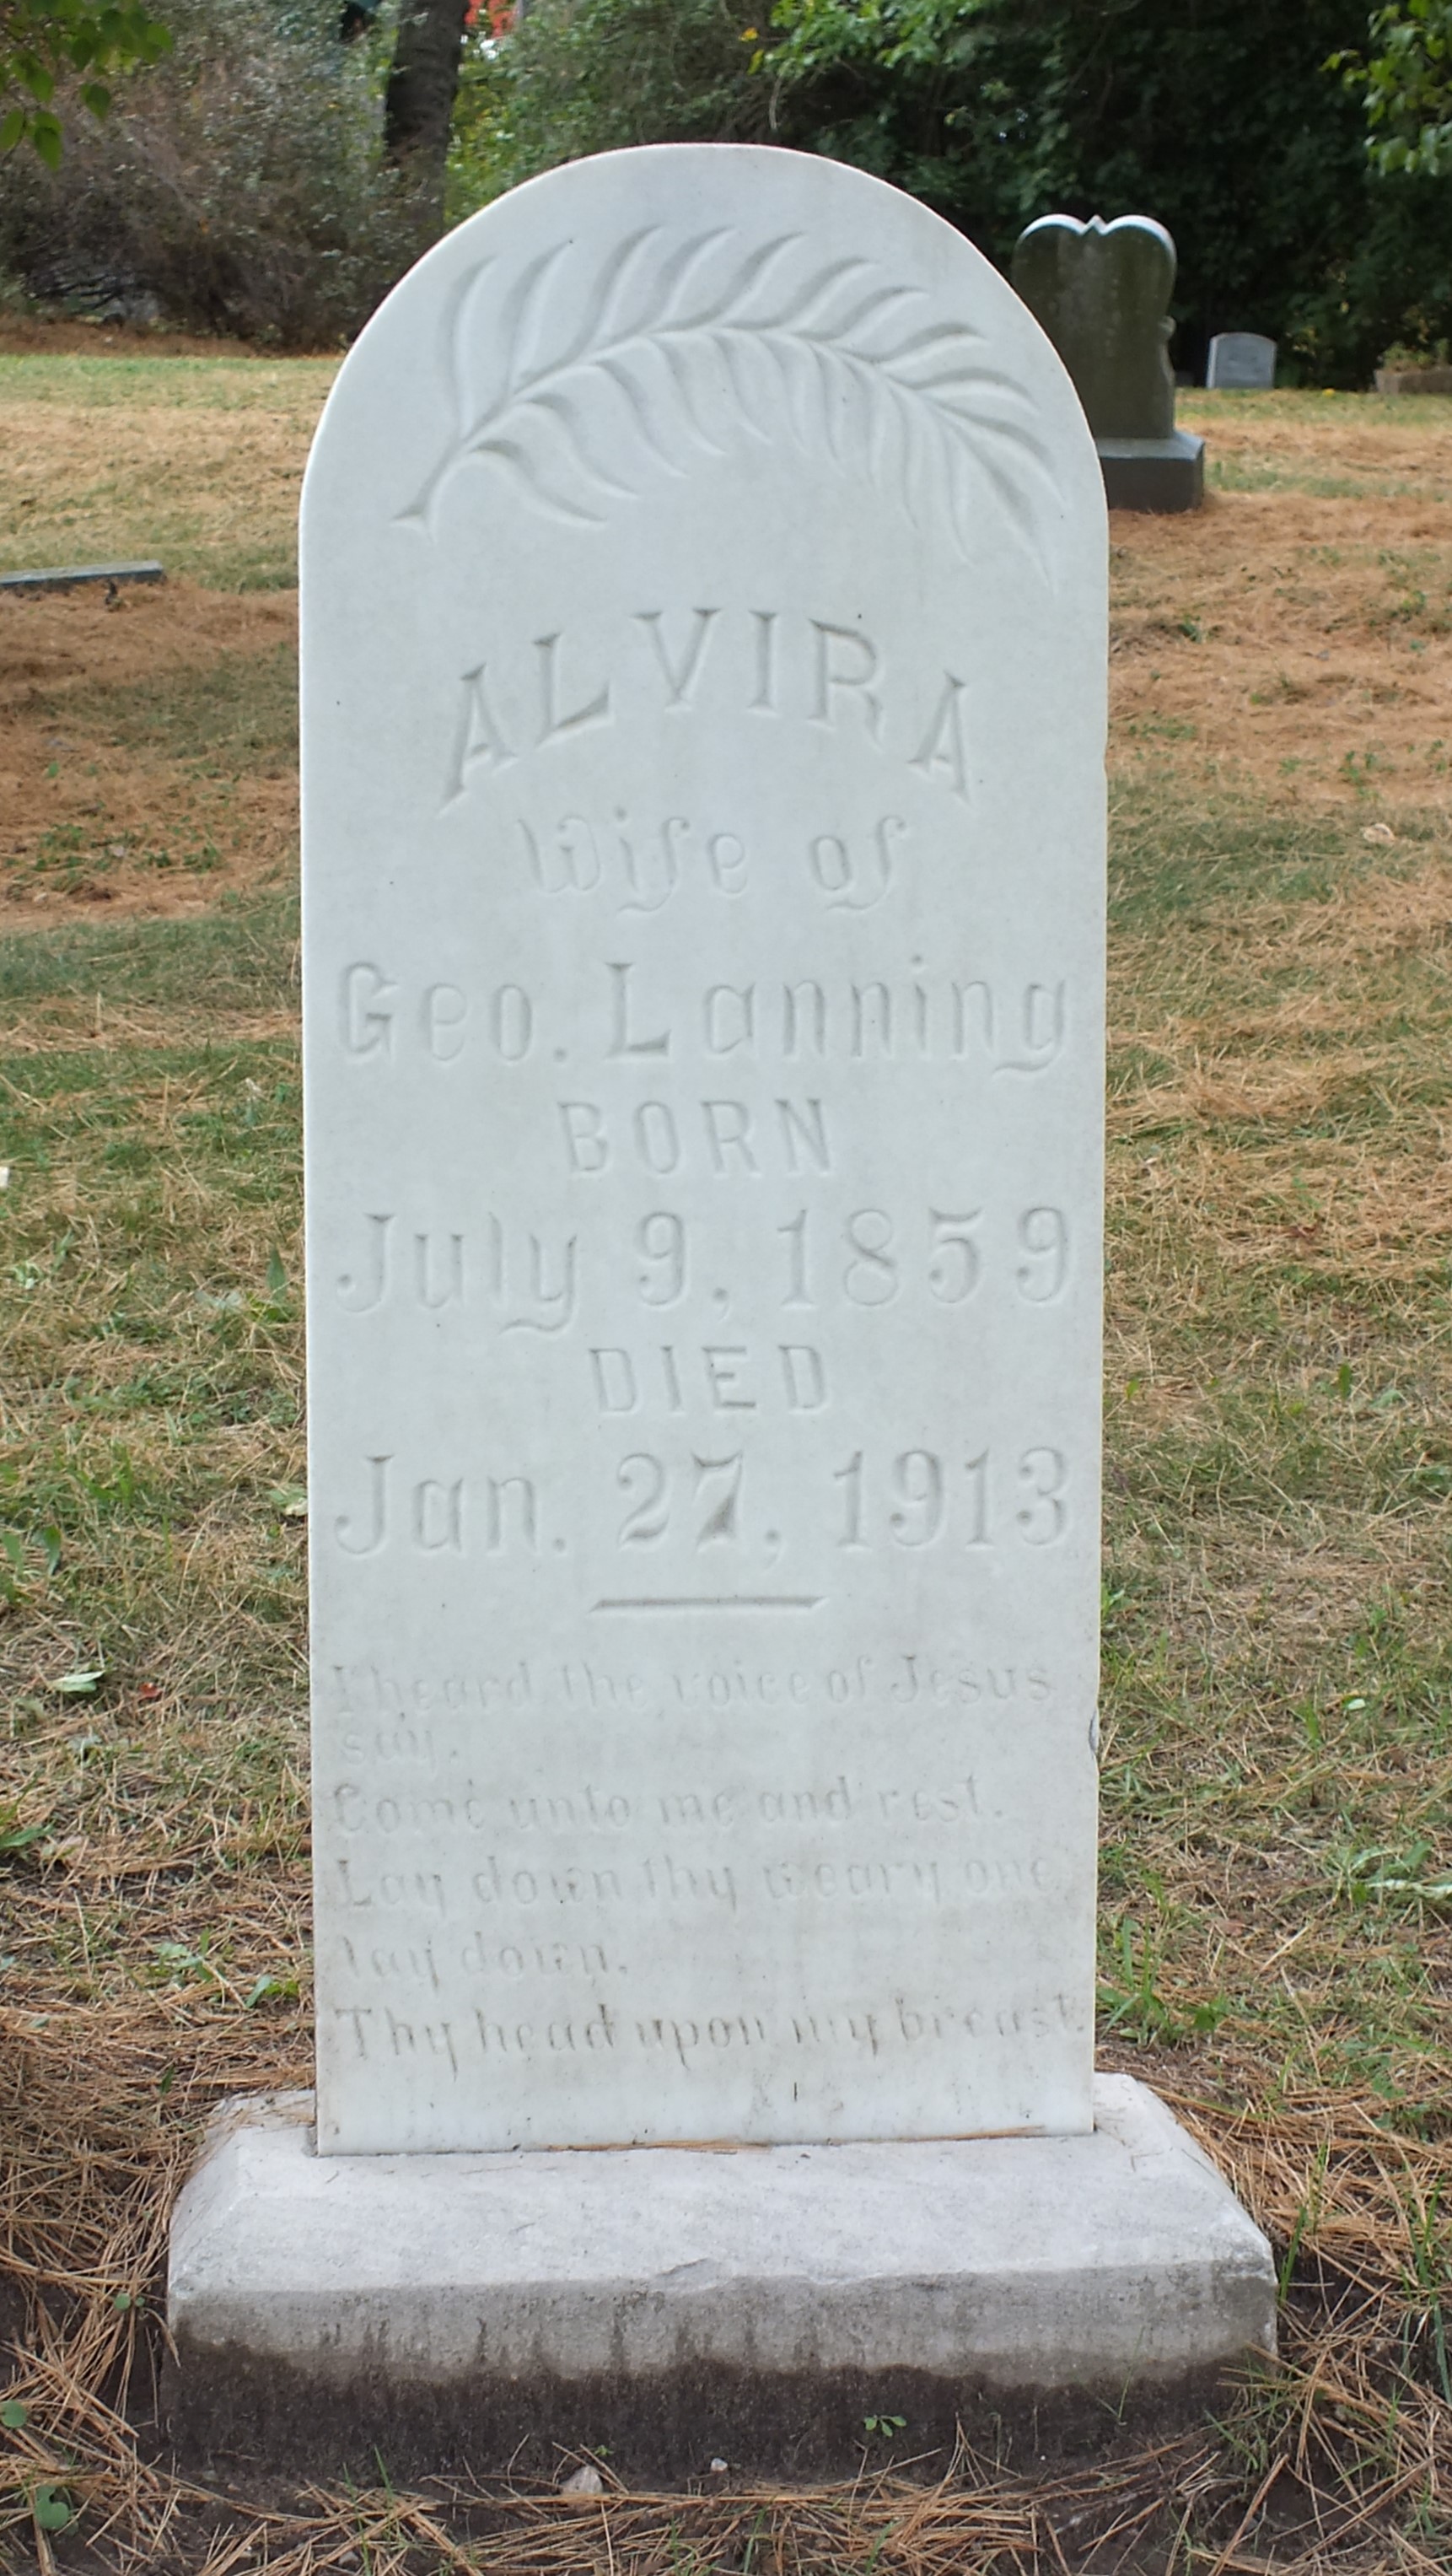 ALVIRA
Wife of
Geo. Lanning
BORN
July 9, 1859
DIED
Jan. 27, 1913
I heard the voice of Jesus
say.
Come unto me and rest.
Lay down thy weary one
lay down.
Thy head upon my breast